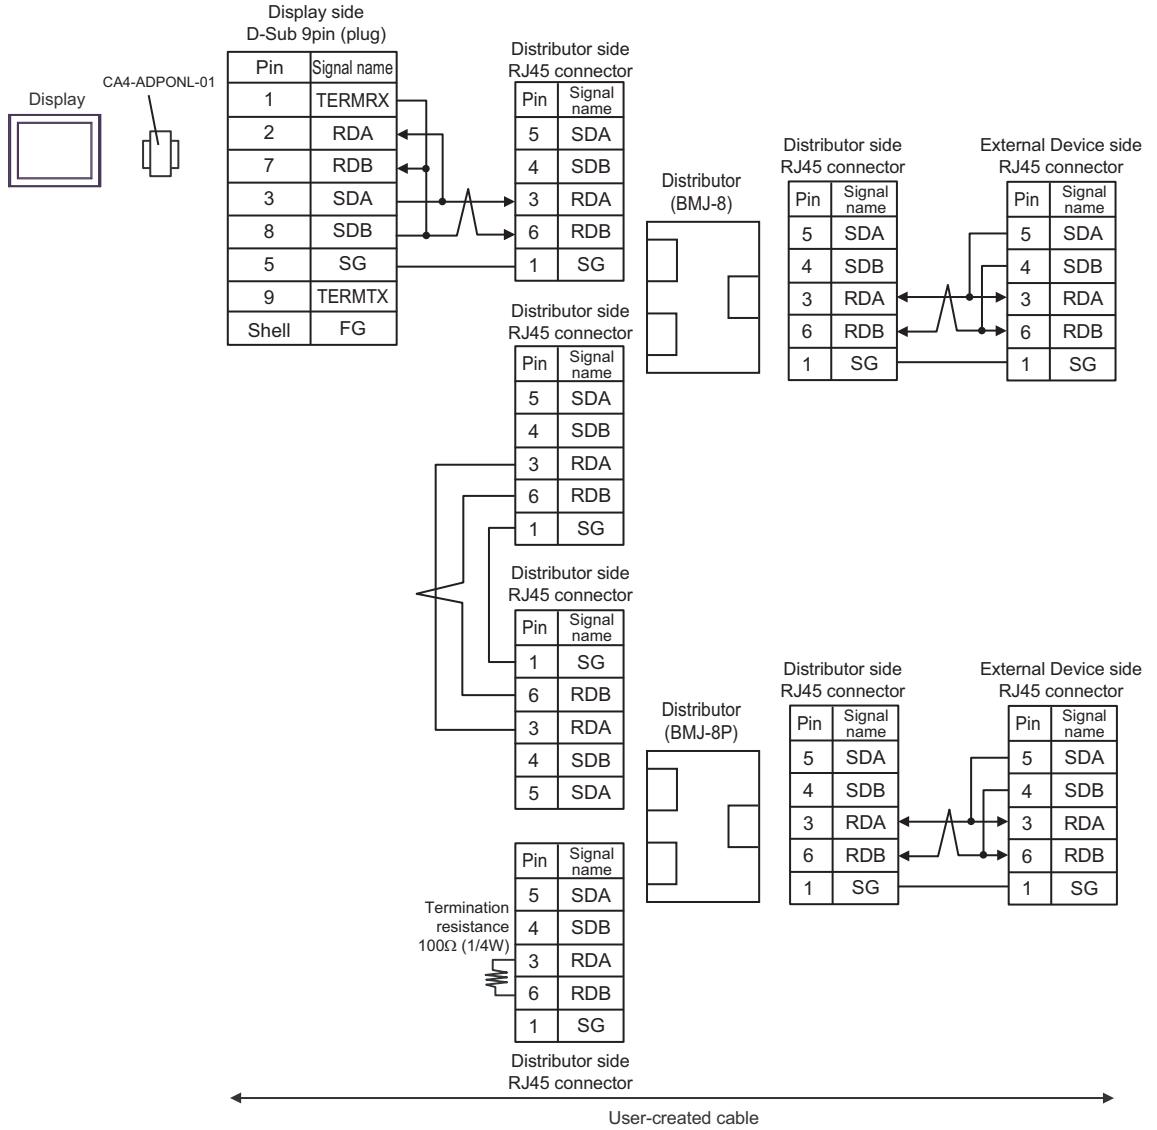 Display side
D-Sub 9pin (plug)
Display
CA4-ADPONL-01
Pin Signal name
1 TERMRX
2 RDA
7 RDB
3 SDA
8 SDB
5 SG
9 TERMTX
Shell FG
Distributor side
RJ45 connector
Pin Signal name
5 SDA
4 SDB
3 RDA
6 RDB
1 SG
Distributor
(BMJ-8)
Distributor side
RJ45 connector
Pin Signal name
5 SDA
4 SDB
3 RDA
6 RDB
1 SG
External Device side
RJ45 connector
Pin Signal name
5 SDA
4 SDB
3 RDA
6 RDB
1 SG
Distributor side
RJ45 connector
Pin Signal name
5 SDA
4 SDB
3 RDA
6 RDB
1 SG
Distributor side
RJ45 connector
Pin Signal name
1 SG
6 RDB
3 RDA
4 SDB
5 SDA
Distributor
(BMJ-8P)
Distributor side
RJ45 connector
Pin Signal name
5 SDA
4 SDB
3 RDA
6 RDB
1 SG
External Device side
RJ45 connector
Pin Signal name
5 SDA
4 SDB
3 RDA
6 RDB
1 SG
Termination
resistance
100Ω (1/4W)
Pin Signal name
5 SDA
4 SDB
3 RDA
6 RDB
1 SG
Distributor side
RJ45 connector
User-created cable